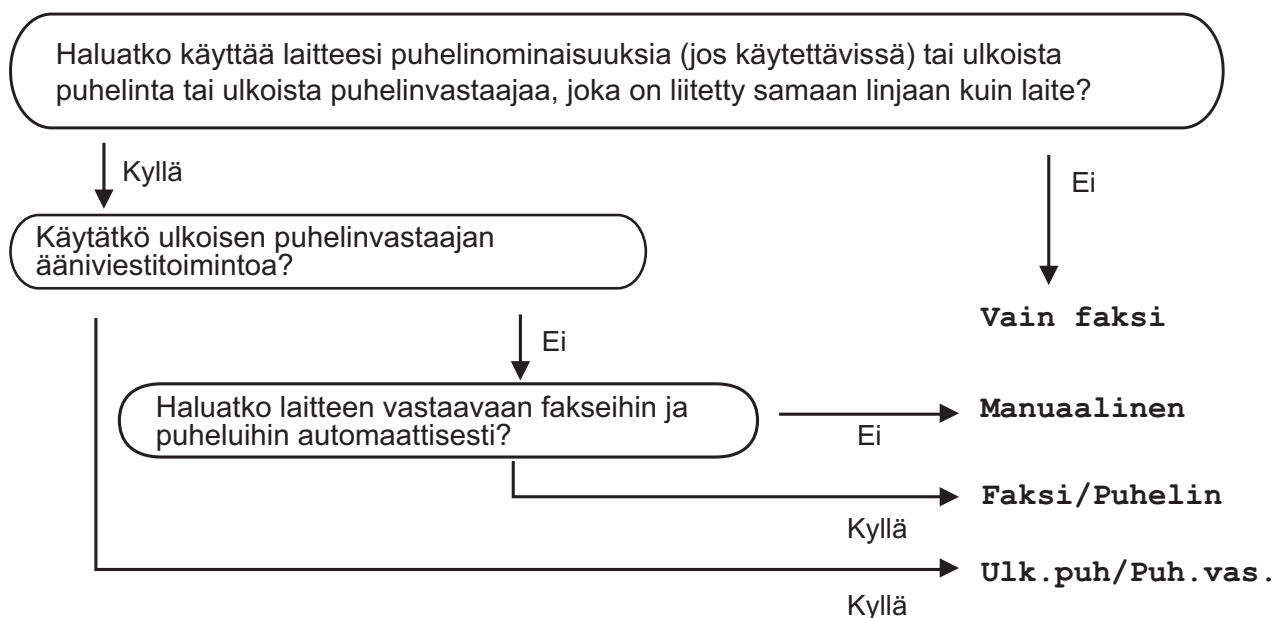 Haluatko käyttää laitteesi puhelinominaisuuksia (jos käytettävissä) tai ulkoista
puhelinta tai ulkoista puhelinvastaajaa, joka on liitetty samaan linjaan kuin laite?
Kyllä
Ei
Käytätkö ulkoisen puhelinvastaajan
ääniviestitoimintoa?
Vain faksi
Ei
Haluatko laitteen vastaavaan fakseihin ja
puheluihin automaattisesti?
Ei
Manuaalinen
Kyllä
Faksi/Puhelin
Kyllä
Ulk.puh/Puh.vas.